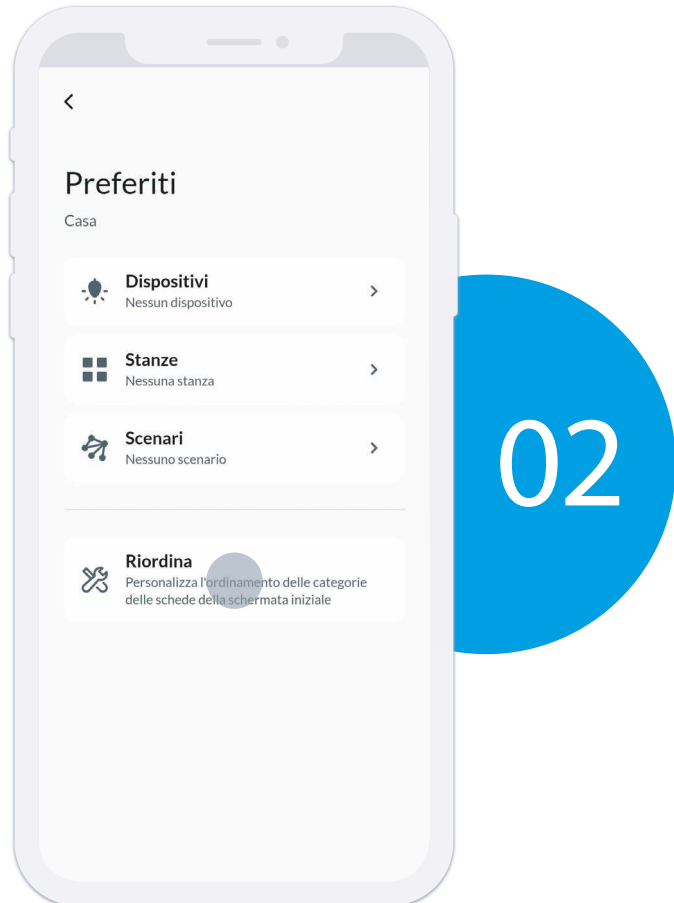 Preferiti
Casa
Dispositivi
Nessun dispositivo
Stanze
Nessuna stanza
Scenari
Nessuno scenario
Riordina
Personalizza l'ordinamento delle categorie
delle schede della schermata iniziale
02